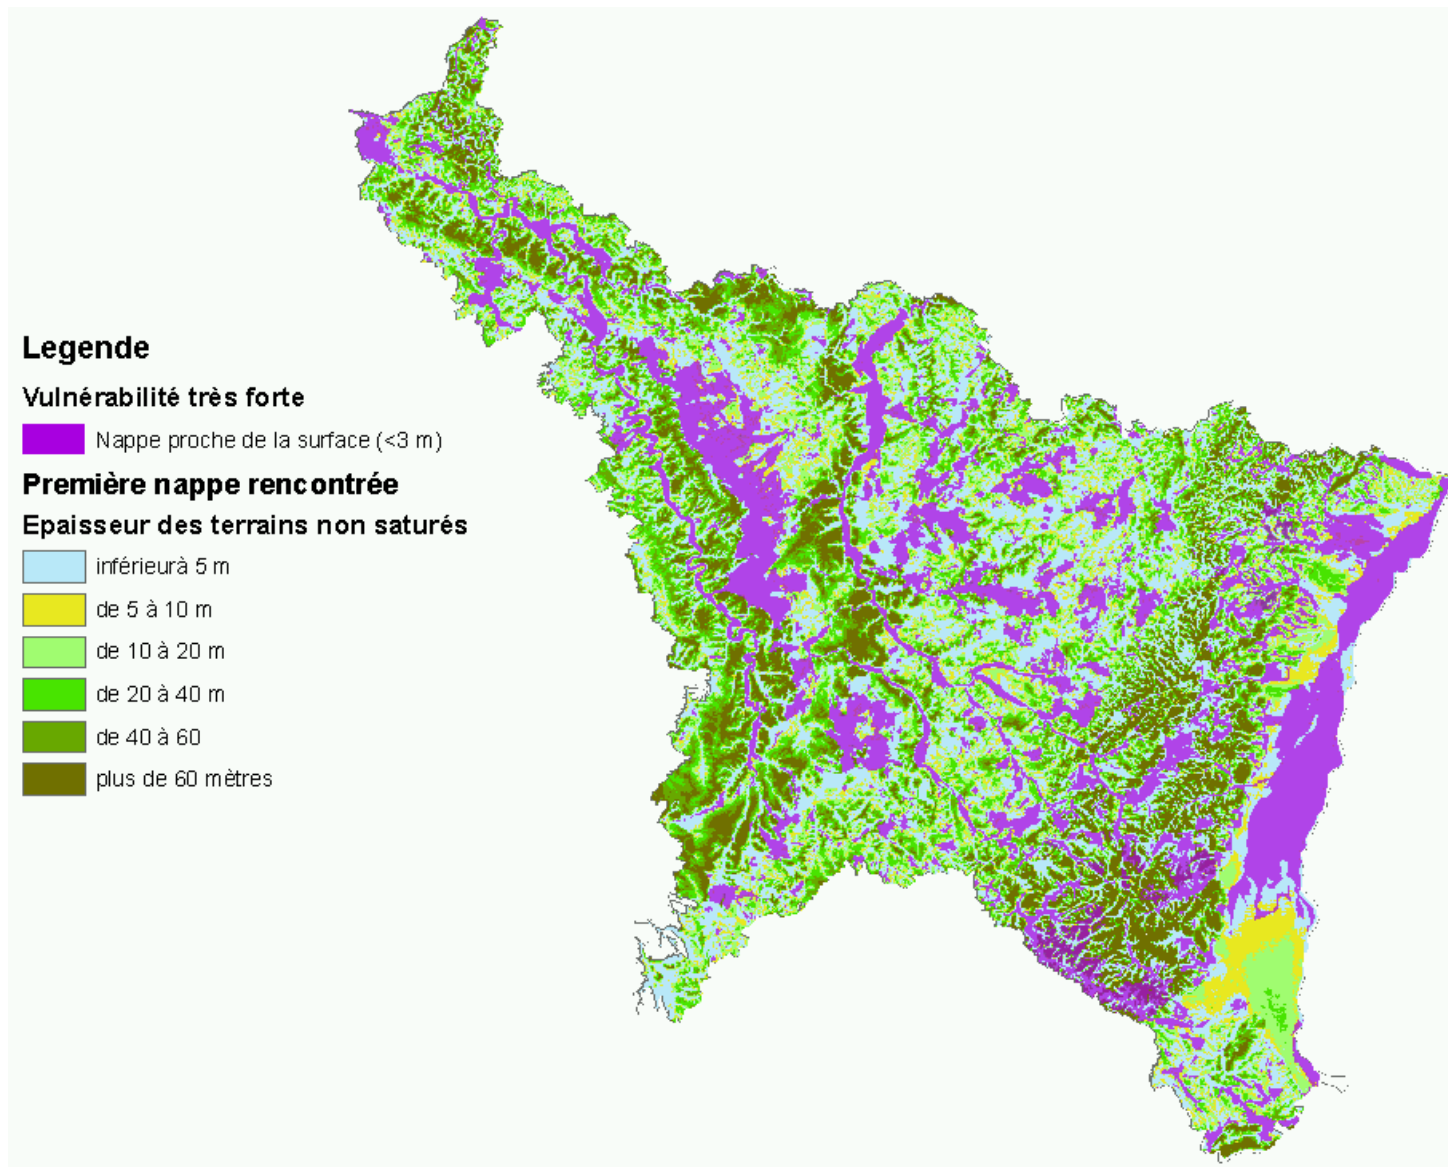 Legende
Vulnérabilité très forte
Nappe proche de la surface (<3 m)
Première nappe rencontrée
Epaisseur des terrains non saturés
inférieurà 5 m
de 5 à 10 m
de 10 à 20 m
de 20 à 40 m
de 40 à 60
plus de 60 mètres